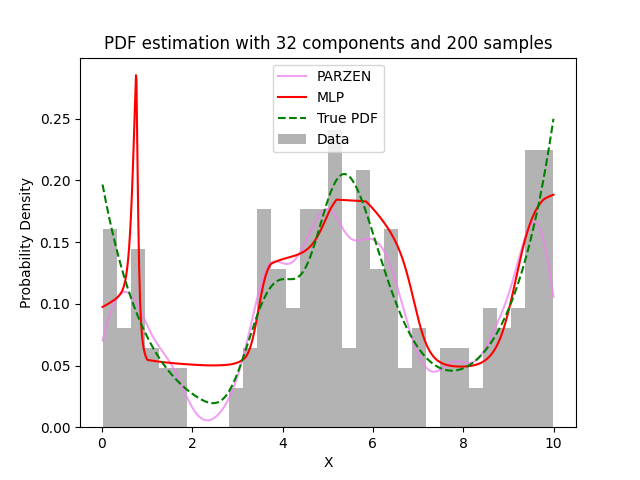 PDF estimation with 32 components and 200 samples
PARZEN
MLP
True PDF
Data
Probability Density
0.25
0.20
0.15
0.10
0.05
0.00
0
2
4
6
8
10
X